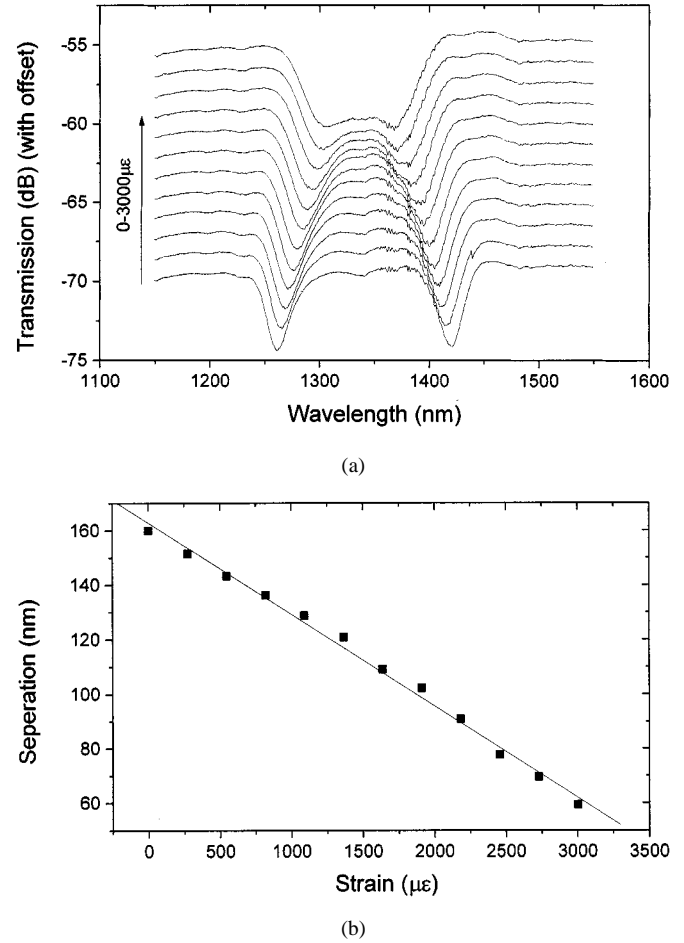 -55
-60
-65
-70
-75
Transmission (dB) (with offset)
0-3000με
1100 1200 1300 1400 1500 1600
Wavelength (nm)
(a)
160
140
120
100
80
60
Seperation (nm)
0 500 1000 1500 2000 2500 3000 3500
Strain (με)
(b)